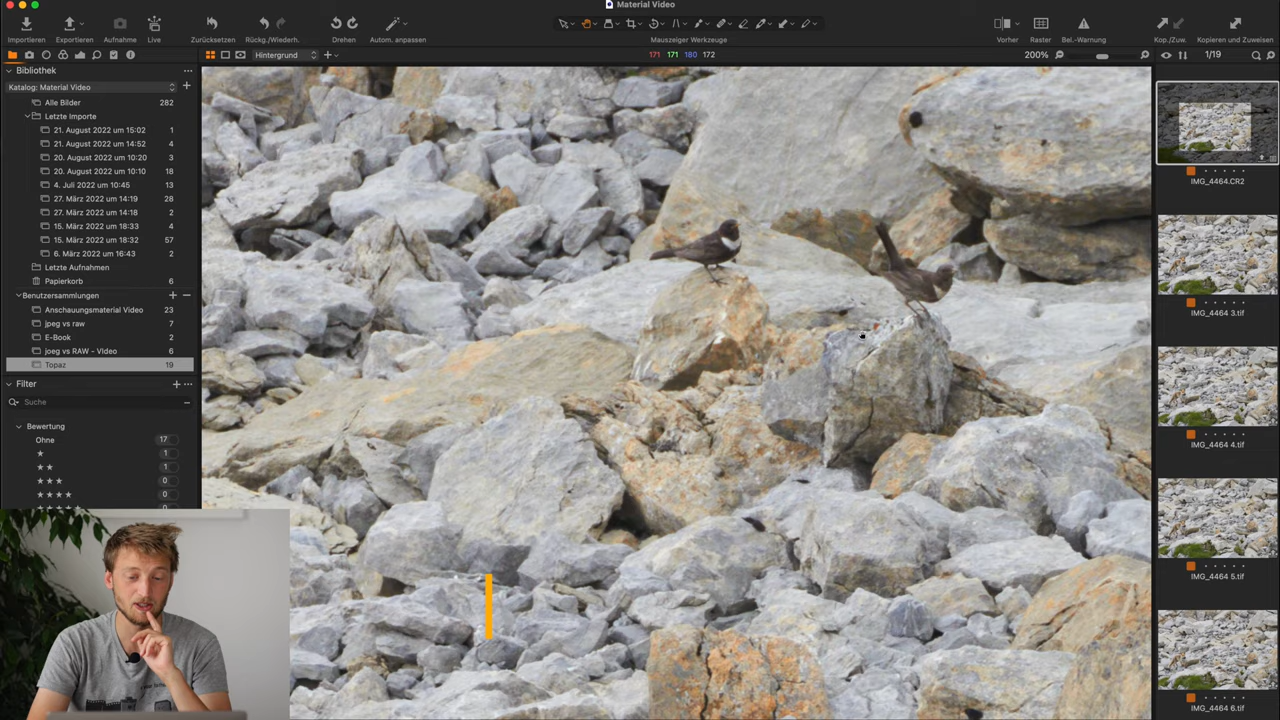 Material Video
Importieren
Exportieren
Aufnahme
Live
Zurücksetzen
Rückg./Wiederh.
Drehen
Autom. anpassen
Mauszeiger Werkzeuge
Vorher
Raster
Bel.-Warnung
Kop./Zuw.
Kopieren und Zuweisen
Hintergrund
171 171 180 172
200%
1/19
Bibliothek
Katalog: Material Video
Alle Bilder 282
Letzte Importe
21. August 2022 um 15:02 1
21. August 2022 um 14:52 4
20. August 2022 um 10:20 3
20. August 2022 um 10:10 18
4. Juli 2022 um 10:45 13
27. März 2022 um 14:19 28
27. März 2022 um 14:18 2
15. März 2022 um 18:33 4
15. März 2022 um 18:32 57
6. März 2022 um 16:43 2
Letzte Aufnahmen
Papierkorb 6
Benutzersammlungen
Anschauungsmaterial Video 23
jpeg vs raw 7
E-Book 2
joeg vs RAW - Video 6
Topaz 19
Filter
Suche
Bewertung
Ohne 17
★ 1
★★ 1
★★★ 0
★★★★ 0
IMG_4464.CR2
IMG_4464 3.tif
IMG_4464 4.tif
IMG_4464 5.tif
IMG_4464 6.tif